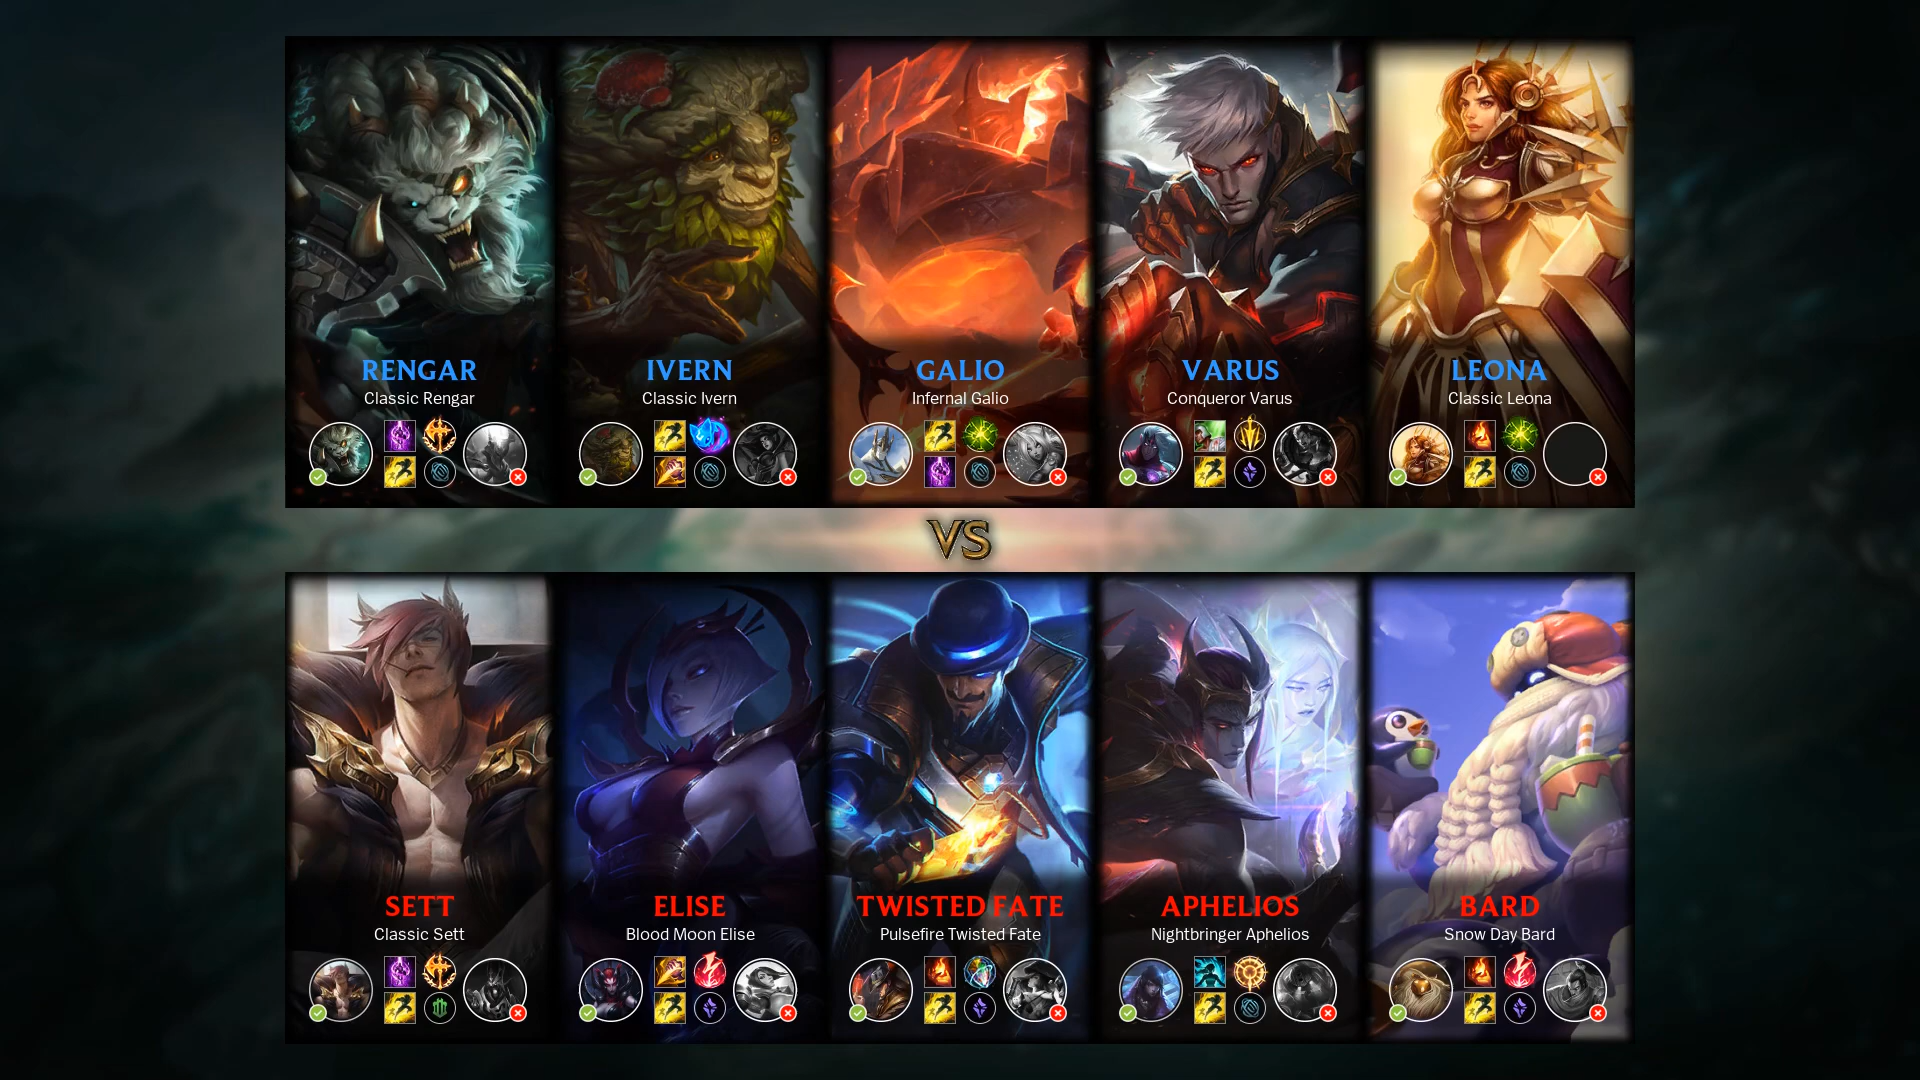 RENGAR
Classic Rengar
IVERN
Classic Ivern
GALIO
Infernal Galio
VARUS
Conqueror Varus
LEONA
Classic Leona
VS
SETT
Classic Sett
ELISE
Blood Moon Elise
TWISTED FATE
Pulsefire Twisted Fate
APHELIOS
Nightbringer Aphelios
BARD
Snow Day Bard